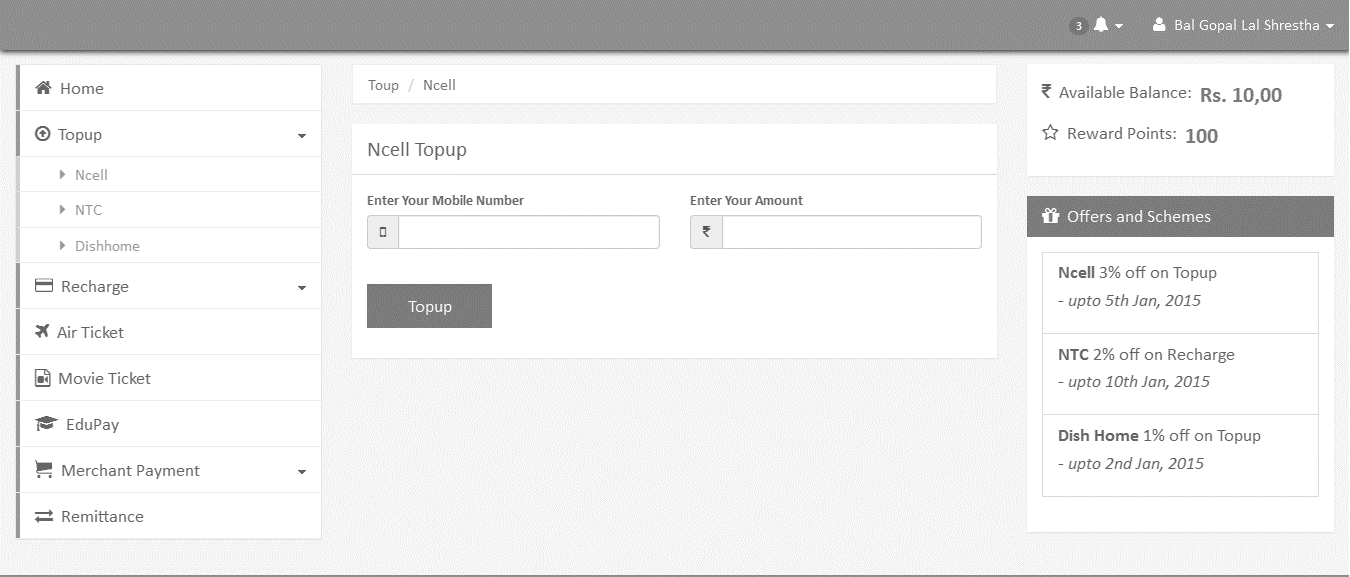 3
Bal Gopal Lal Shrestha
Home
Topup
Ncell
NTC
Dishhome
Recharge
Air Ticket
Movie Ticket
EduPay
Merchant Payment
Remittance
Toup / Ncell
Ncell Topup
Enter Your Mobile Number
Enter Your Amount
₹
Topup
₹ Available Balance: Rs. 10,00
Reward Points: 100
Offers and Schemes
Ncell 3% off on Topup
- upto 5th Jan, 2015
NTC 2% off on Recharge
- upto 10th Jan, 2015
Dish Home 1% off on Topup
- upto 2nd Jan, 2015